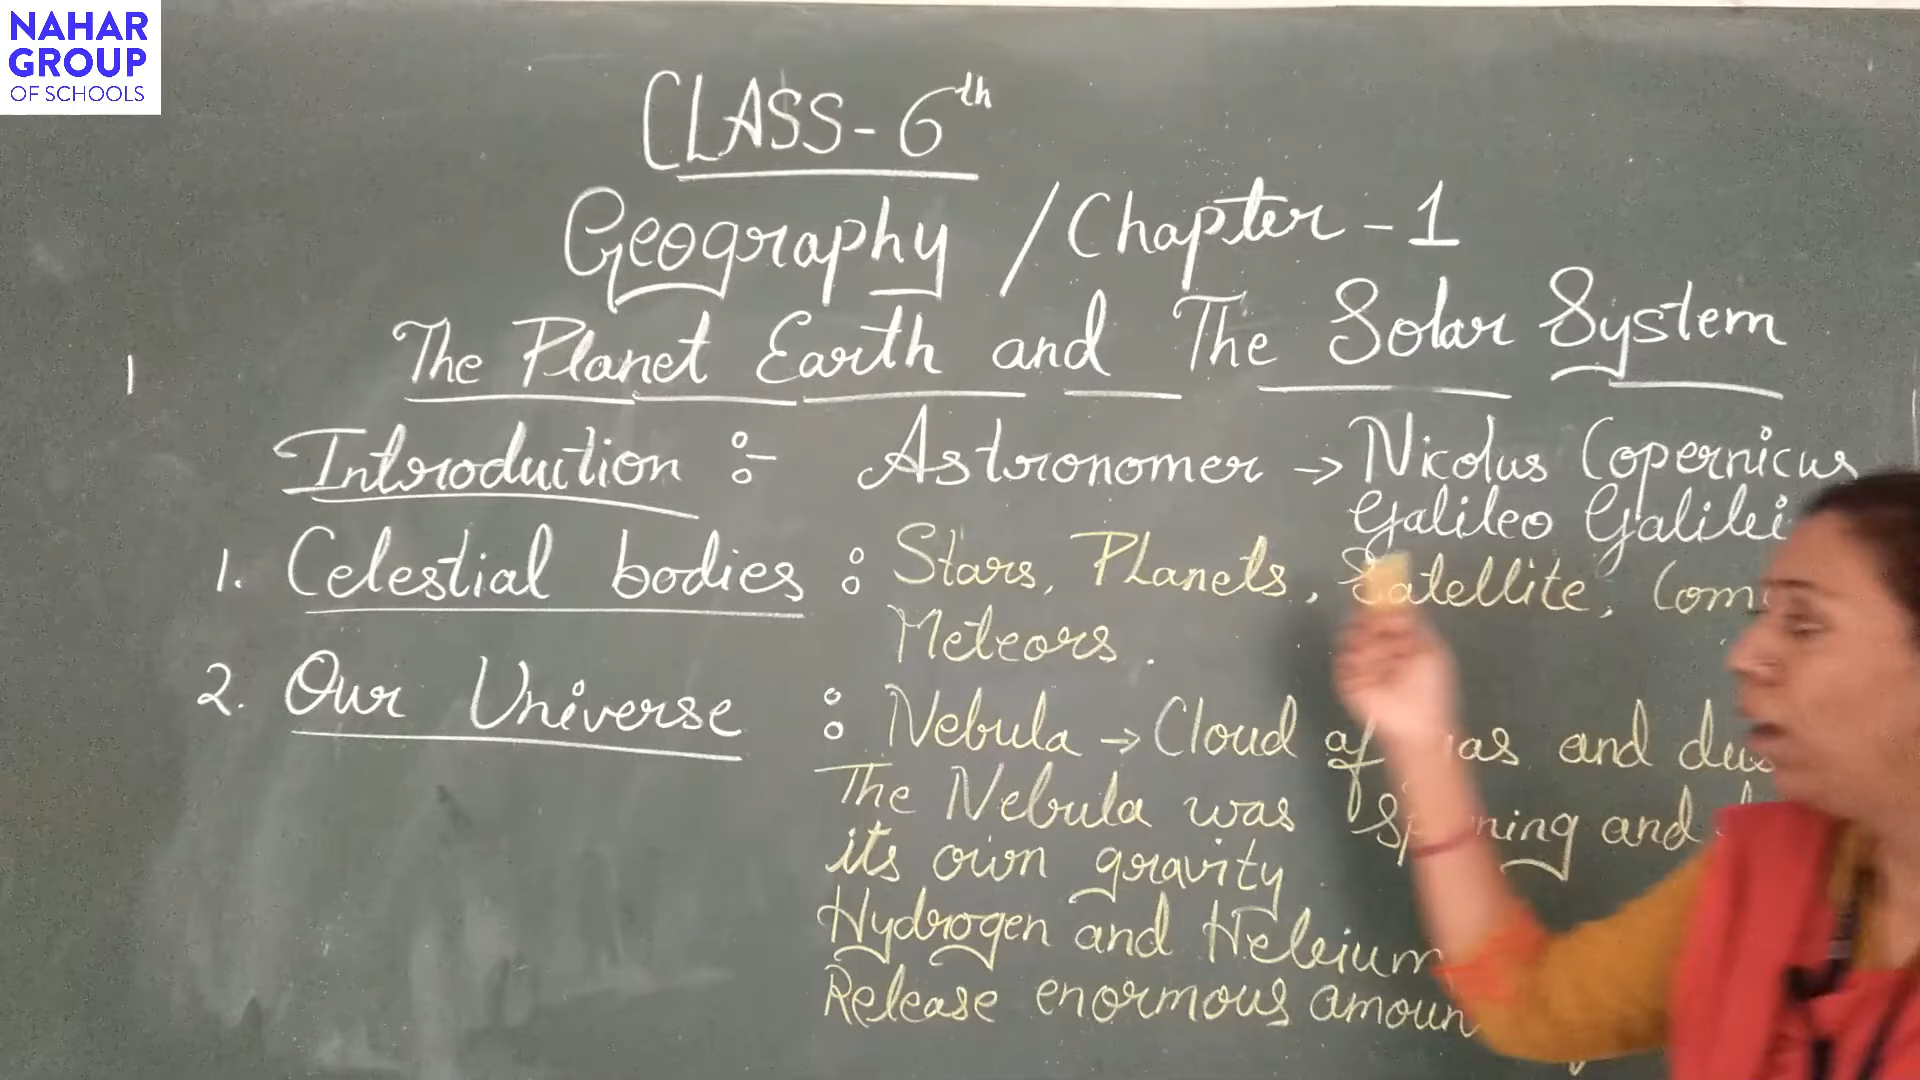 NAHAR
GROUP
OF SCHOOLS
CLASS-6th
Geography / Chapter-1
The Planet Earth and The Solar System
1
Introduction :- Astronomer → Nicolus Copernicus
Galileo Galilei
1. Celestial bodies : Stars, Planets, Satellite,
Meteors.
2. Our Universe : Nebula → Cloud of gas and
The Nebula was spinning and
its own gravity
Hydrogen and
Release enormous